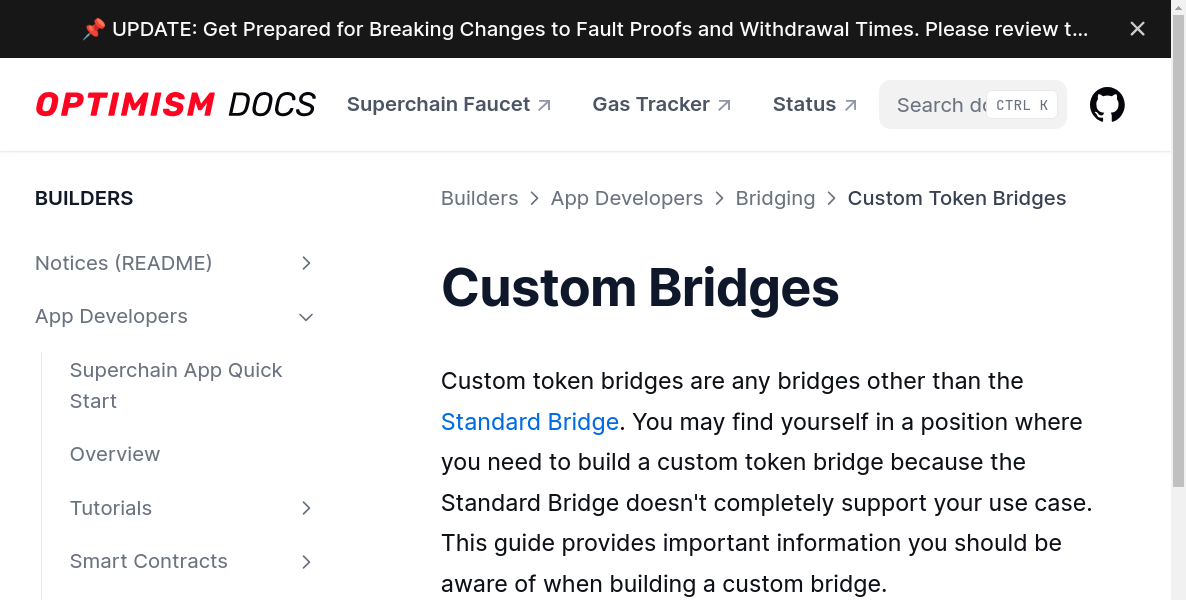 📌 UPDATE: Get Prepared for Breaking Changes to Fault Proofs and Withdrawal Times. Please review t...
OPTIMISM DOCS
Superchain Faucet
Gas Tracker
Status
Search do
CTRL K
BUILDERS
Notices (README)
App Developers
Superchain App Quick
Start
Overview
Tutorials
Smart Contracts
Builders > App Developers > Bridging > Custom Token Bridges
Custom Bridges
Custom token bridges are any bridges other than the
Standard Bridge. You may find yourself in a position where
you need to build a custom token bridge because the
Standard Bridge doesn't completely support your use case.
This guide provides important information you should be
aware of when building a custom bridge.